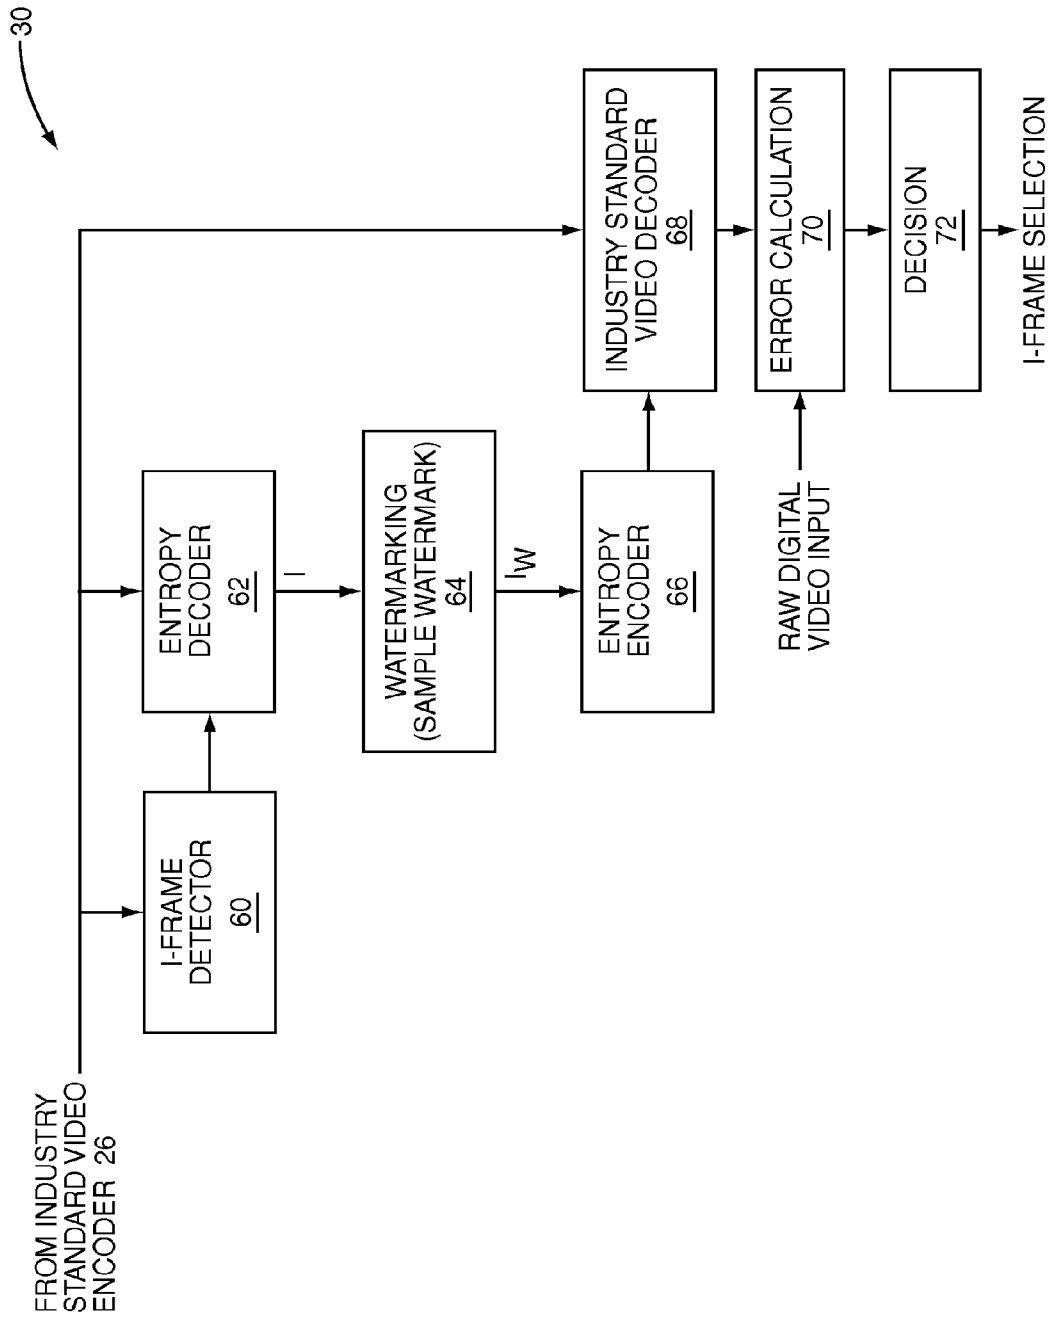 30
FROM INDUSTRY
STANDARD VIDEO
ENCODER 26
I-FRAME
DETECTOR
60
ENTROPY
DECODER
62
I
WATERMARKING
(SAMPLE WATERMARK)
64
IW
ENTROPY
ENCODER
66
INDUSTRY STANDARD
VIDEO DECODER
68
RAW DIGITAL
VIDEO INPUT
ERROR CALCULATION
70
DECISION
72
I-FRAME SELECTION